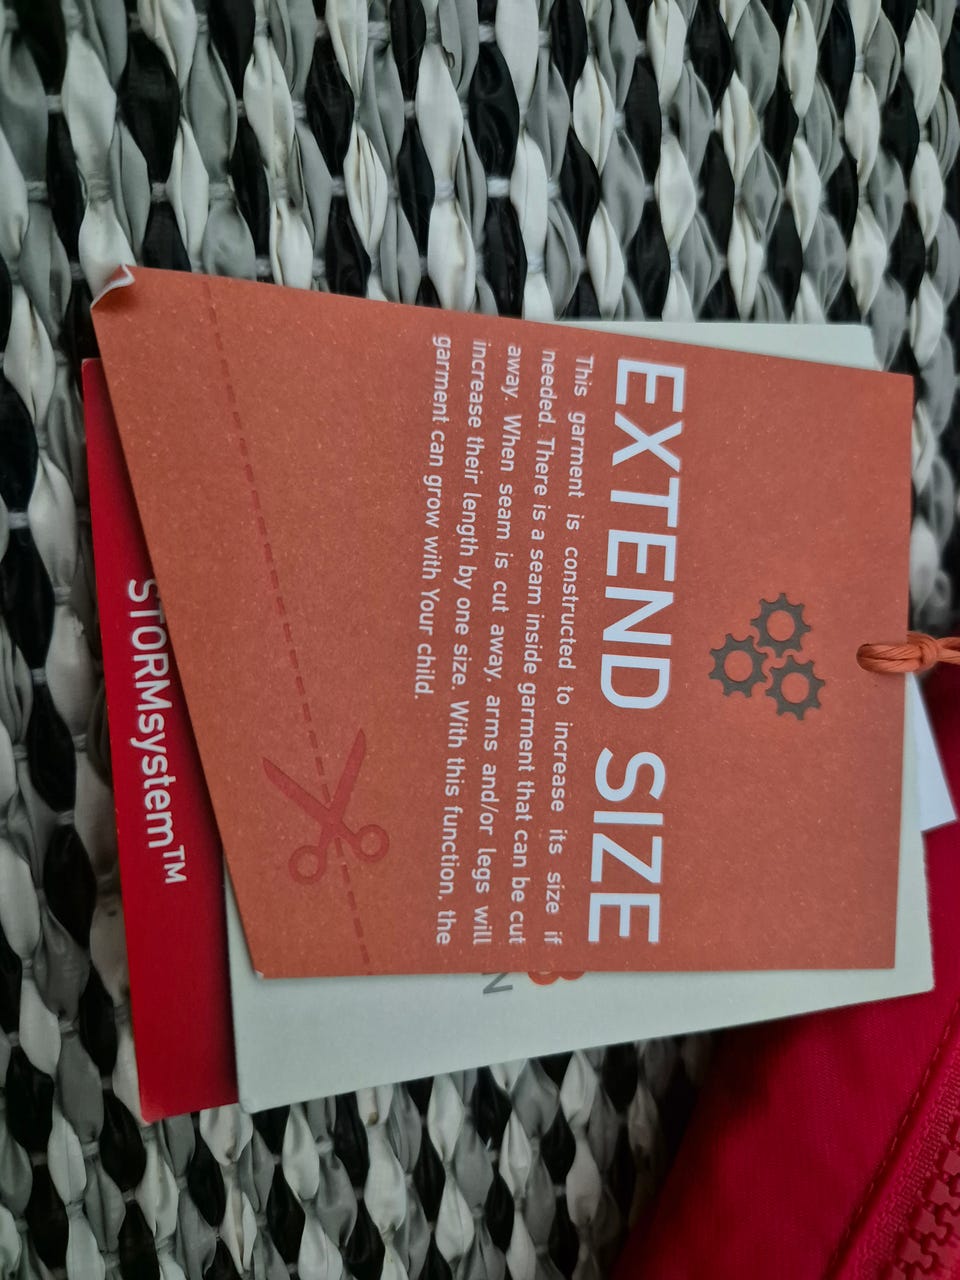 EXTEND SIZE
This garment is constructed to increase its size if
needed. There is a seam inside garment that can be cut
away. When seam is cut away, arms and/or legs will
increase their length by one size. With this function, the
garment can grow with Your child.
N
STORMsystem™